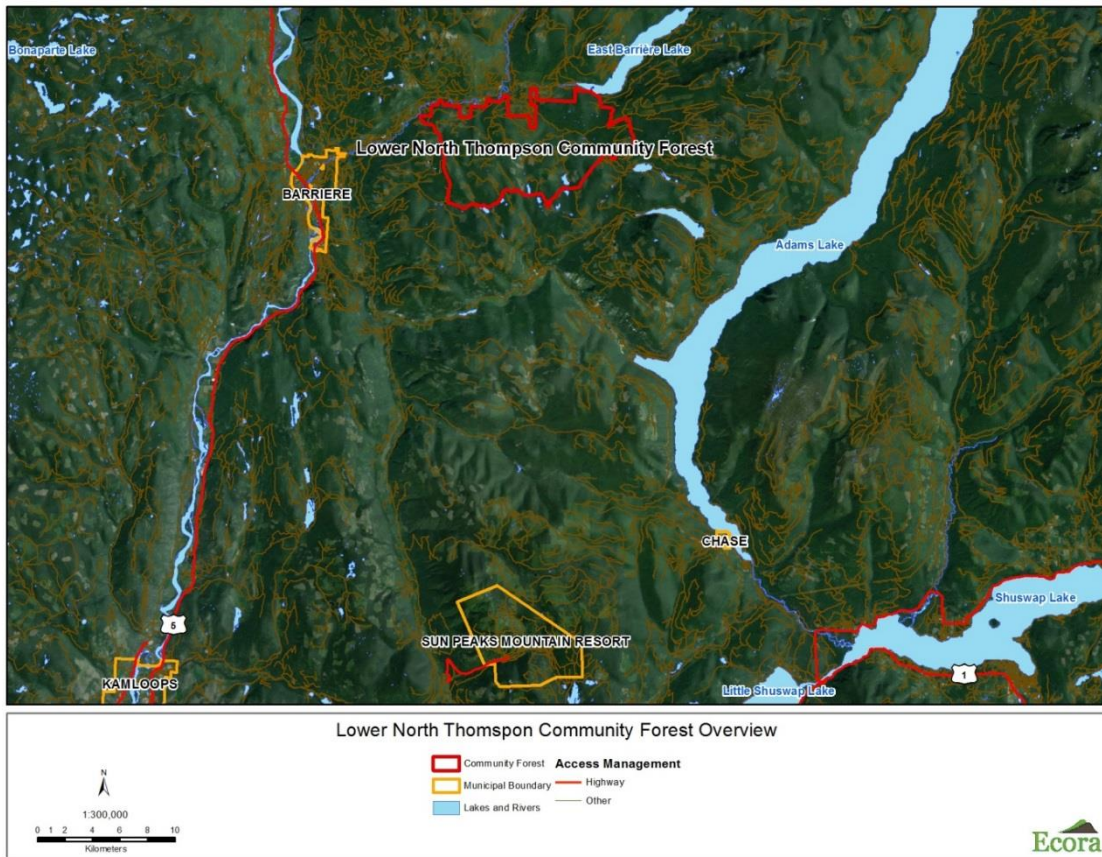 Bonaparte Lake
East Barrière Lake
Lower North Thompson Community Forest
BARRIERE
Adams Lake
CHASE
Shuswap Lake
5
SUN PEAKS MOUNTAIN RESORT
KAMLOOPS
1
Little Shuswap Lake
Lower North Thomspon Community Forest Overview
Community Forest
Municipal Boundary
Lakes and Rivers
Access Management
Highway
Other
N
1:300,000
0 1 2 4 6 8 10
Kilometers
Ecora